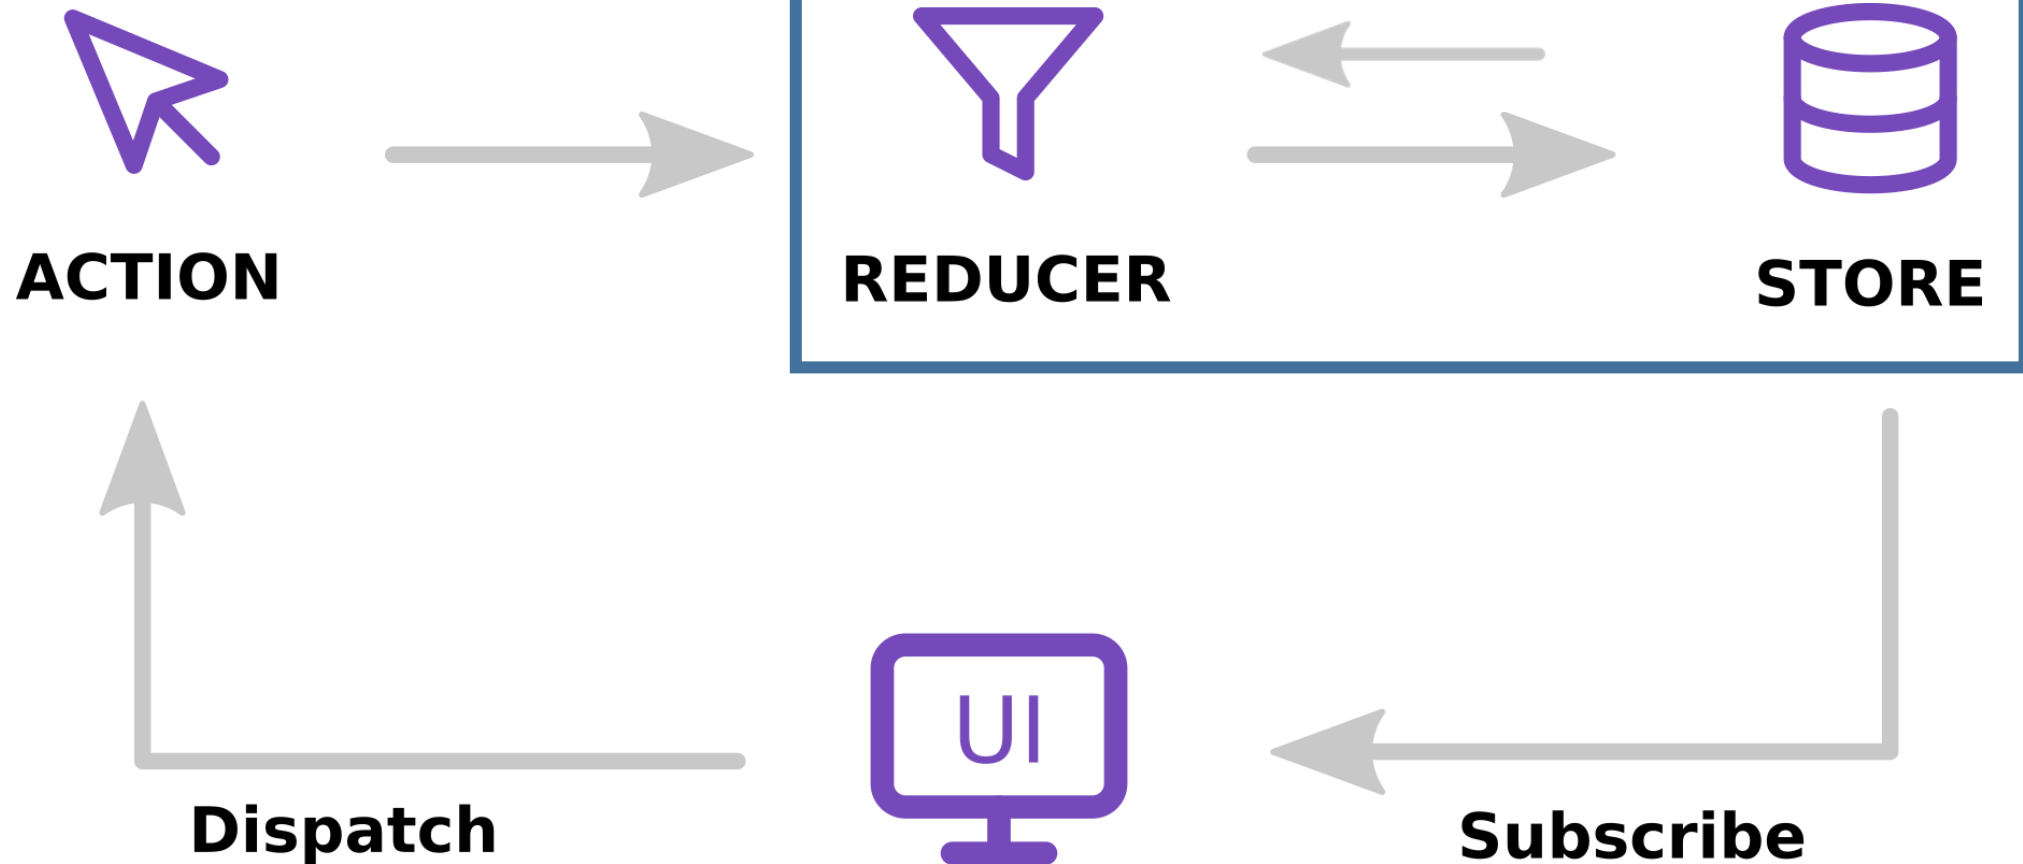 ACTION
REDUCER
STORE
UI
Dispatch
Subscribe